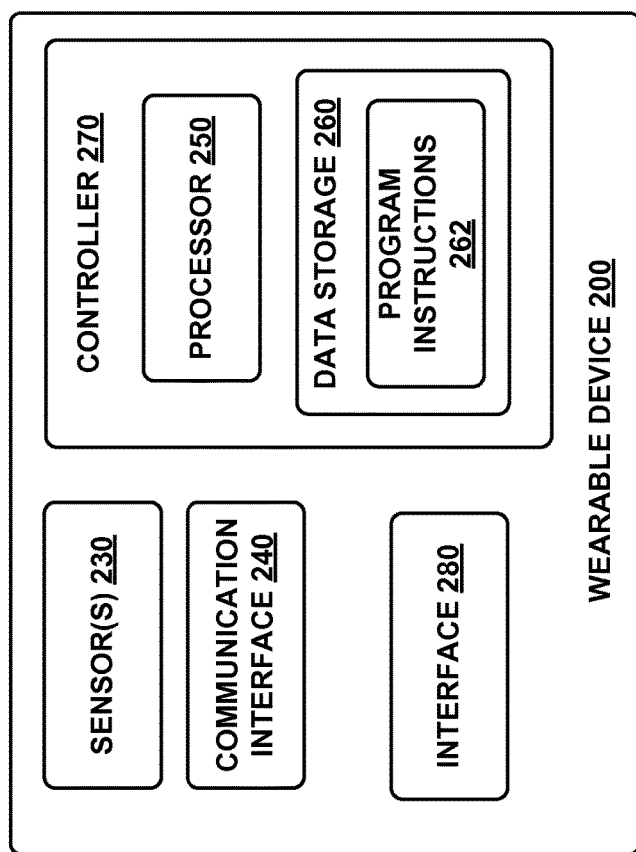 SENSOR(S) 230
COMMUNICATION
INTERFACE 240
INTERFACE 280
CONTROLLER 270
PROCESSOR 250
DATA STORAGE 260
PROGRAM
INSTRUCTIONS
262
WEARABLE DEVICE 200